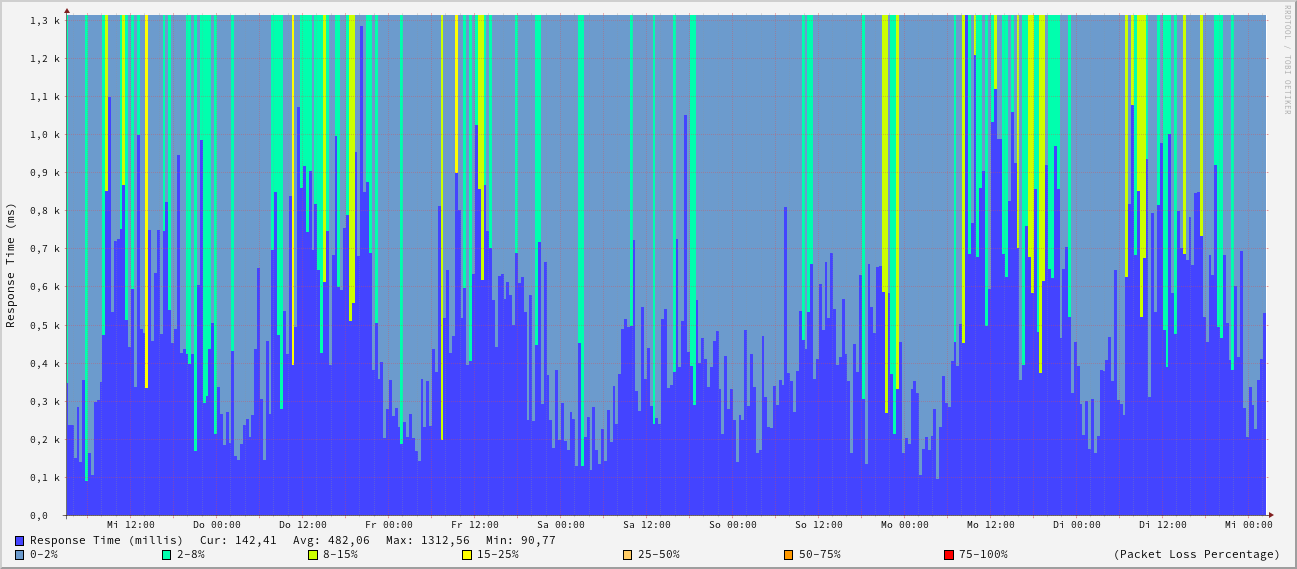 RRDTOOL / TOBI OETIKER
Response Time (ms)
1,3 k
1,2 k
1,1 k
1,0 k
0,9 k
0,8 k
0,7 k
0,6 k
0,5 k
0,4 k
0,3 k
0,2 k
0,1 k
0,0
Mi 12:00 Do 00:00 Do 12:00 Fr 00:00 Fr 12:00 Sa 00:00 Sa 12:00 So 00:00 So 12:00 Mo 00:00 Mo 12:00 Di 00:00 Di 12:00 Mi 00:00
Response Time (millis) Cur: 142,41 Avg: 482,06 Max: 1312,56 Min: 90,77
0-2% 2-8% 8-15% 15-25% 25-50% 50-75% 75-100% (Packet Loss Percentage)